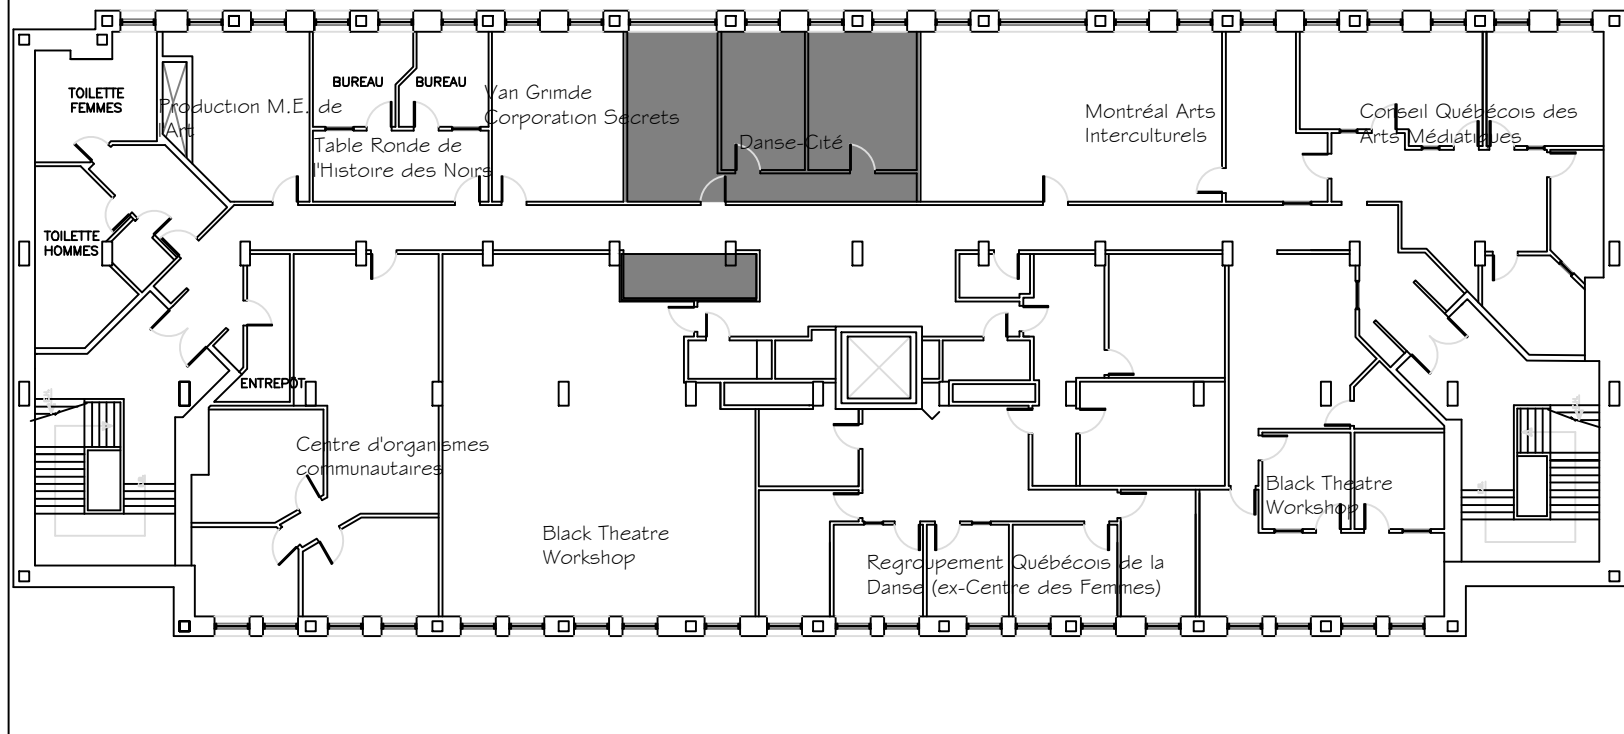 TOILETTE
FEMMES
Production M.E. de
l'Art
BUREAU
BUREAU
Table Ronde de
l'Histoire des Noirs
Van Grimde
Corporation Secrets
Danse-Cité
Montréal Arts
Interculturels
Conseil Québécois des
Arts Médiatiques
TOILETTE
HOMMES
ENTREPÔT
Centre d'organismes
communautaires
Black Theatre
Workshop
Regroupement Québécois de la
Danse (ex-Centre des Femmes)
Black Theatre
Workshop